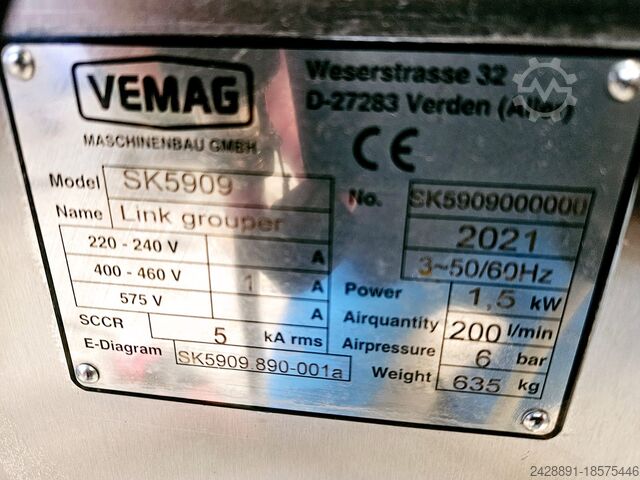 VEMAG
MASCHINENBAU GMBH
Weserstrasse 32
D-27283 Verden (Aller)
CE
Model SK5909
No. SK5909000000
Name Link grouper
2021
220 - 240 V A
3~50/60Hz
400 - 460 V 1 A
Power 1,5 kW
575 V A
Airquantity 200 l/min
SCCR 5 kA rms
Airpressure 6 bar
E-Diagram SK5909.890-001a
Weight 635 kg
2428891-18575446